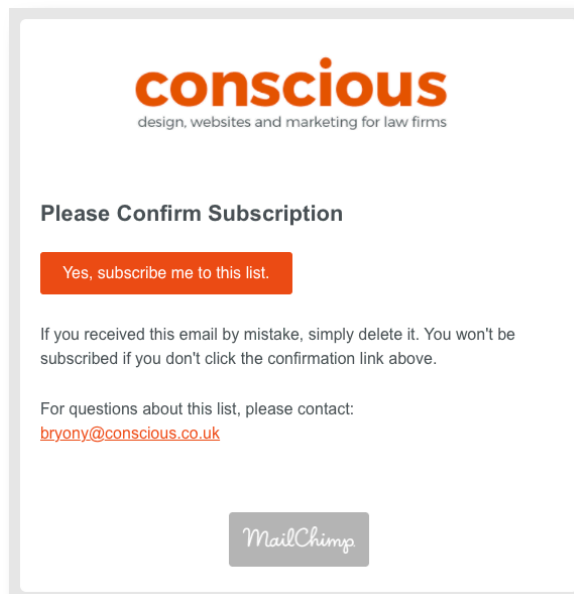 conscious
design, websites and marketing for law firms
Please Confirm Subscription
Yes, subscribe me to this list.
If you received this email by mistake, simply delete it. You won't be
subscribed if you don't click the confirmation link above.
For questions about this list, please contact:
bryony@conscious.co.uk
MailChimp